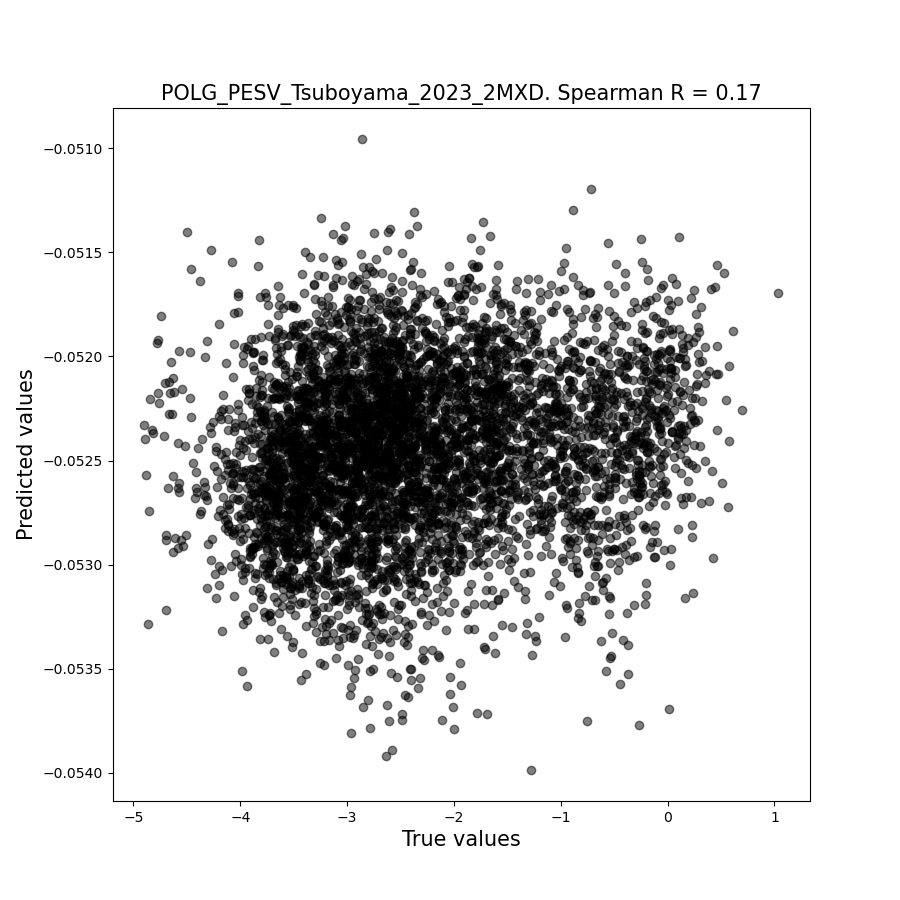 POLG_PESV_Tsuboyama_2023_2MXD. Spearman R = 0.17
Predicted values
−0.0510
−0.0515
−0.0520
−0.0525
−0.0530
−0.0535
−0.0540
−5 −4 −3 −2 −1 0 1
True values